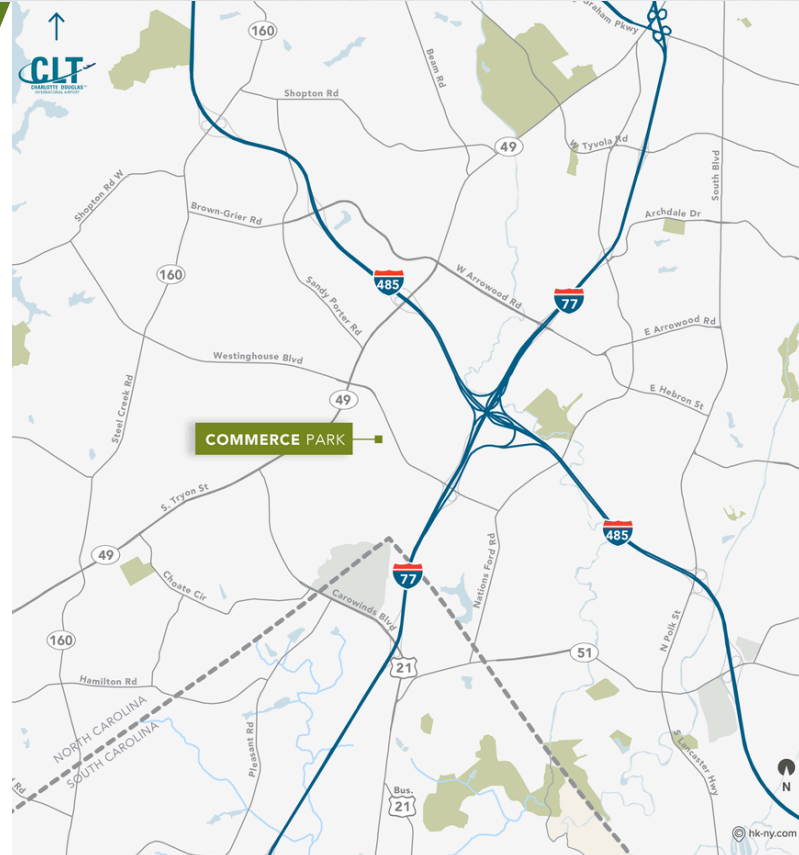 160
Graham Pkwy
CLT
CHARLOTTE DOUGLAS™
INTERNATIONAL AIRPORT
Beam Rd
Shopton Rd
49
W Tyvola Rd
South Blvd
Shopton Rd W
Brown-Grier Rd
Archdale Dr
160
485
W Arrowood Rd
77
Sandy Porter Rd
E Arrowood Rd
Westinghouse Blvd
Steel Creek Rd
49
E Hebron St
COMMERCE PARK
S. Tryon St
485
49
77
Nations Ford Rd
Choate Cir
Carowinds Blvd
N Polk St
160
21
51
Hamilton Rd
NORTH CAROLINA
SOUTH CAROLINA
Pleasant Rd
S Lancaster Hwy
Rd
Bus.
21
N
© hk-ny.com